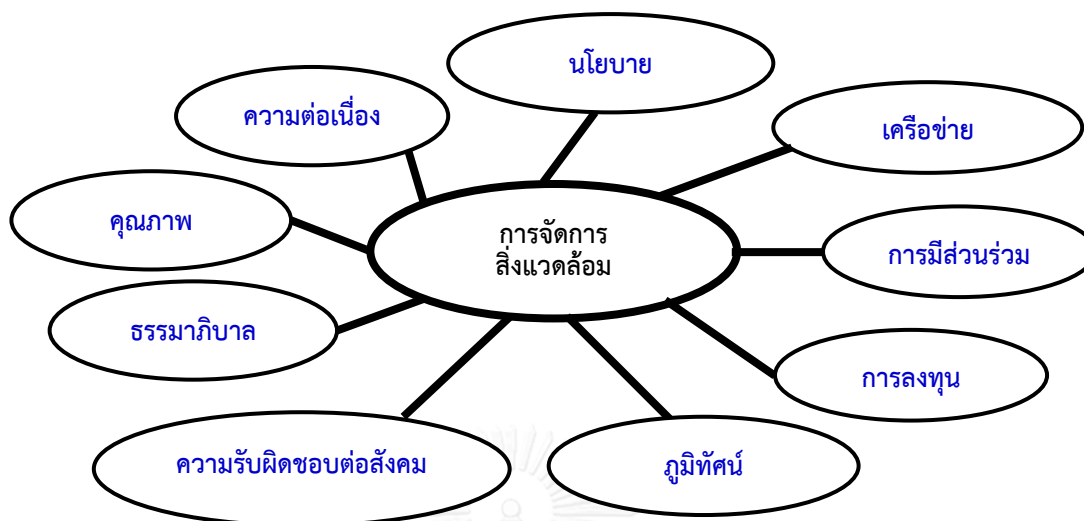 นโยบาย
ความต่อเนื่อง
เครือข่าย
คุณภาพ
การจัดการ
สิ่งแวดล้อม
การมีส่วนร่วม
ธรรมาภิบาล
การลงทุน
ความรับผิดชอบต่อสังคม
ภูมิทัศน์